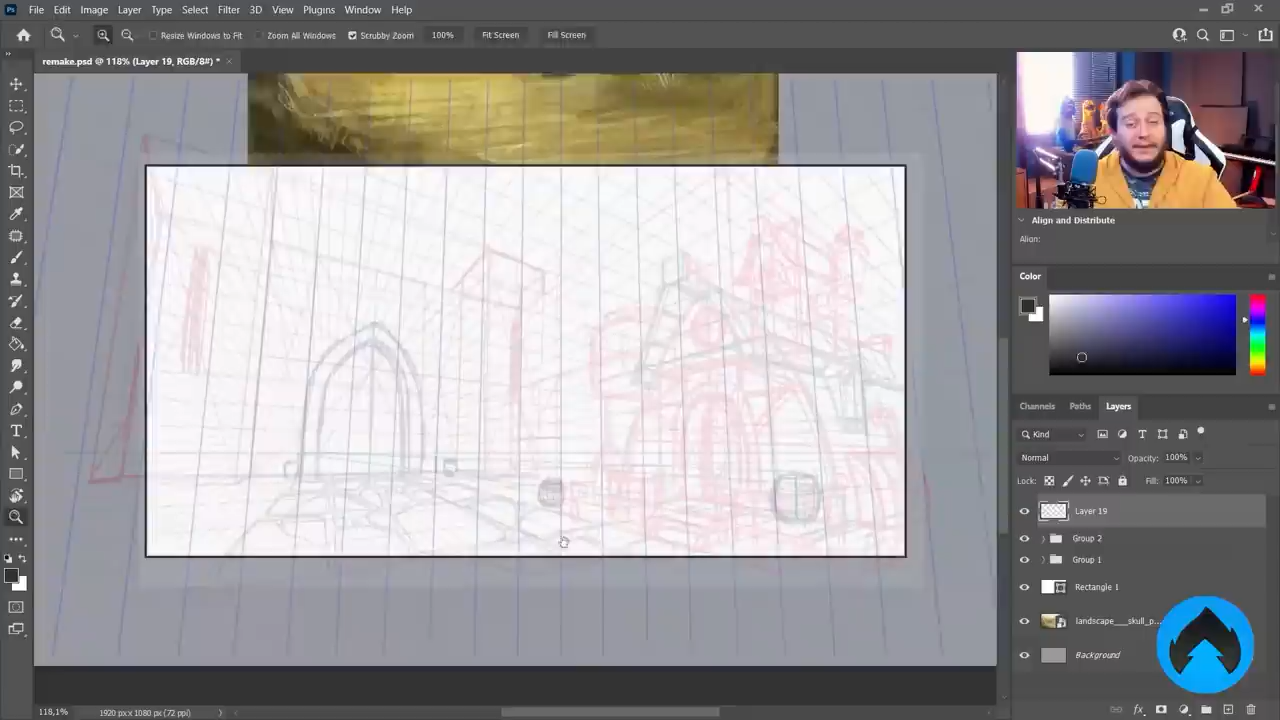 Ps File Edit Image Layer Type Select Filter 3D View Plugins Window Help
Resize Windows to Fit Zoom All Windows Scrubby Zoom 100% Fit Screen Fill Screen
remake.psd @ 118% (Layer 19, RGB/8#) *
Align and Distribute
Align:
Color
Channels Paths Layers
Kind
Normal Opacity: 100%
Lock: Fill: 100%
Layer 19
Group 2
Group 1
Rectangle 1
landscape___skull_p...
Background
118,1% 1920 px x 1080 px (72 ppi)